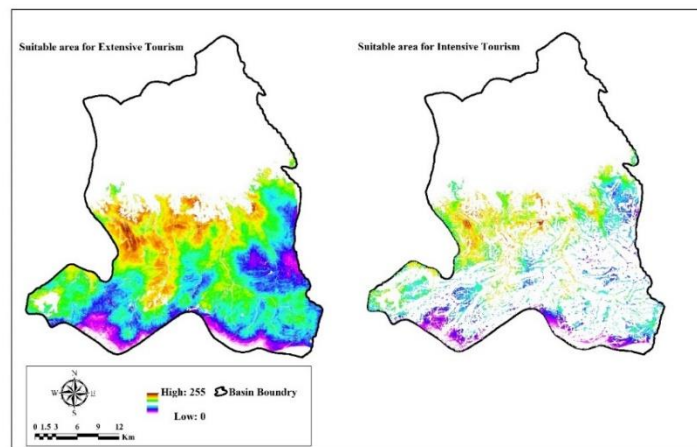 Suitable area for Extensive Tourism
Suitable area for Intensive Tourism
N
W E
S
0 1.5 3 6 9 12
Km
High: 255
Low: 0
Basin Boundry